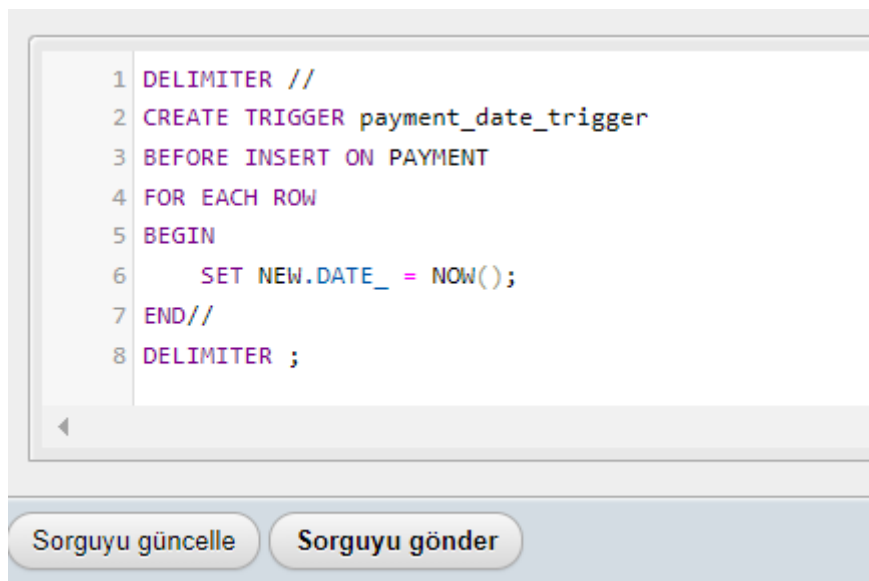 1 DELIMITER //
2 CREATE TRIGGER payment_date_trigger
3 BEFORE INSERT ON PAYMENT
4 FOR EACH ROW
5 BEGIN
6     SET NEW.DATE_ = NOW();
7 END//
8 DELIMITER ;
Sorguyu güncelle Sorguyu gönder